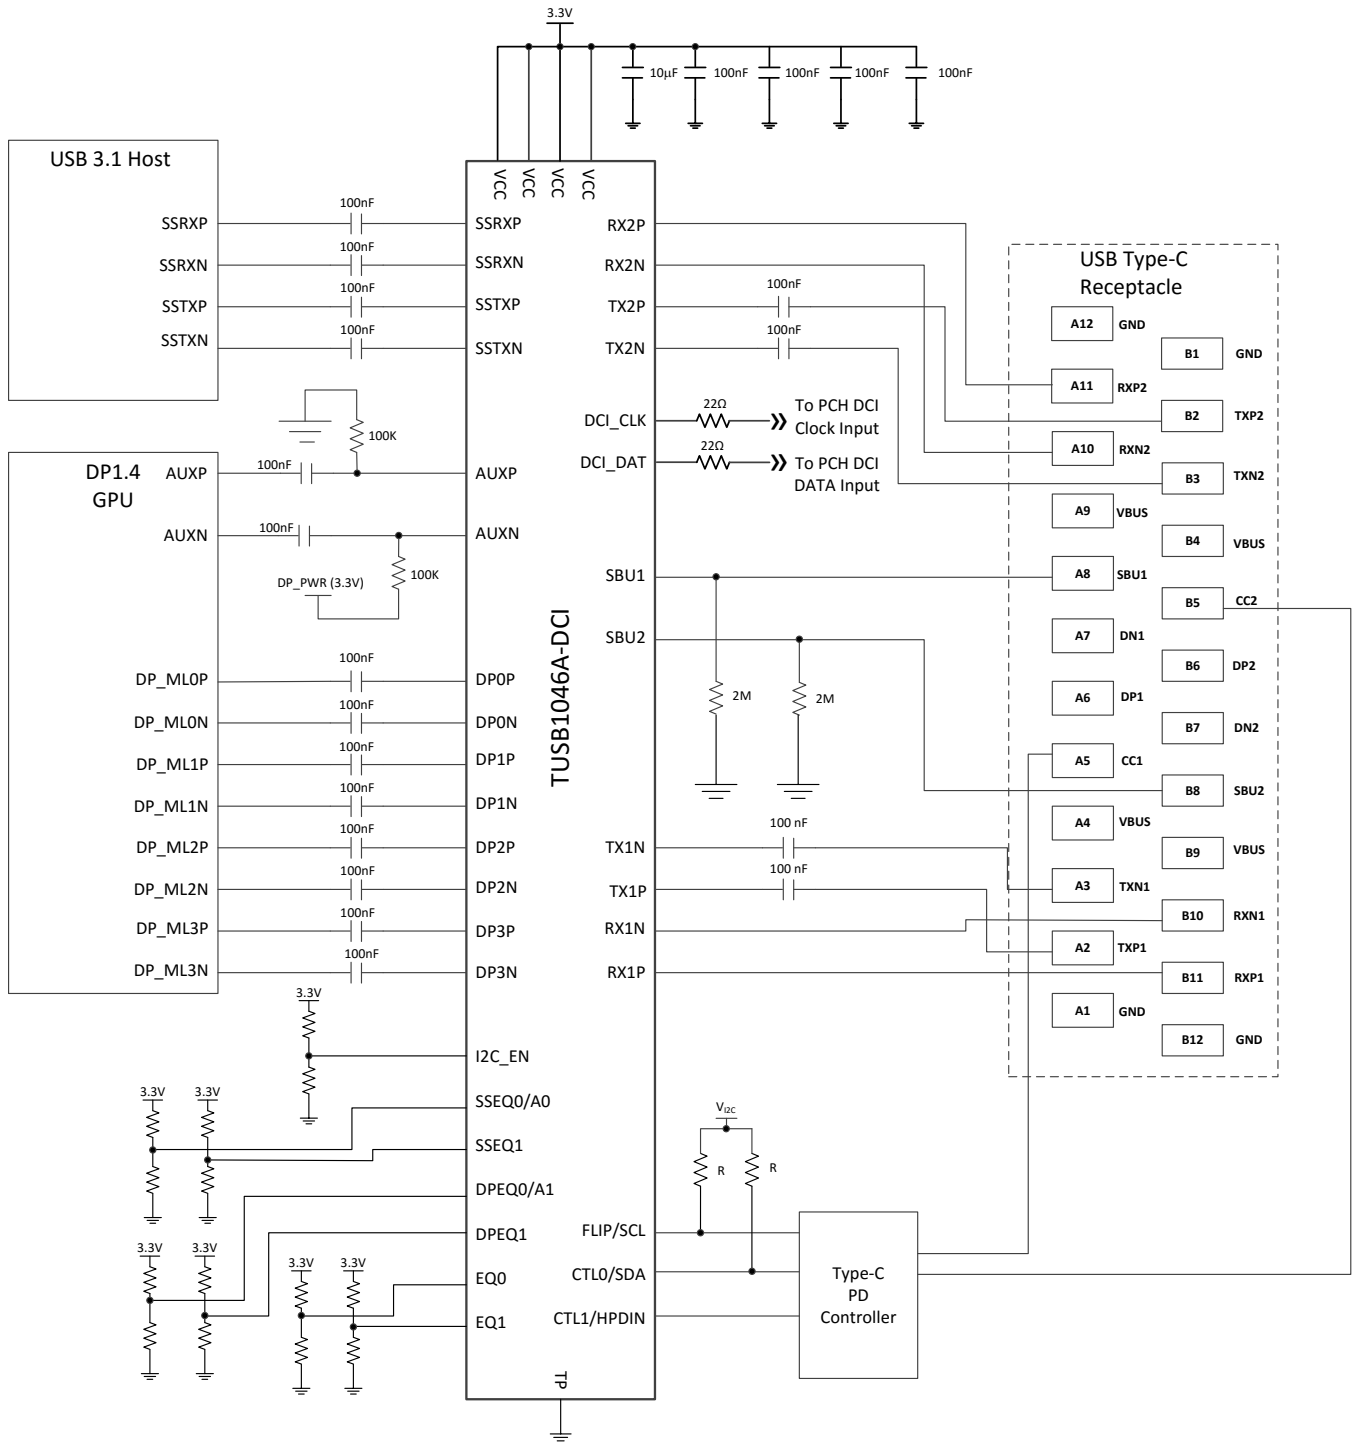 3.3V
10µF
100nF
100nF
100nF
100nF
USB 3.1 Host
SSRXP
SSRXN
SSTXP
SSTXN
100nF
100nF
100nF
100nF
VCC
VCC
VCC
VCC
SSRXP
SSRXN
SSTXP
SSTXN
RX2P
RX2N
TX2P
TX2N
100nF
100nF
DCI_CLK
22Ω
To PCH DCI
Clock Input
DCI_DAT
22Ω
To PCH DCI
DATA Input
DP1.4
GPU
AUXP
100nF
100K
AUXP
AUXN
100nF
100K
AUXN
DP_PWR (3.3V)
SBU1
SBU2
2M
2M
TUSB1046A-DCI
DP_ML0P
100nF
DP0P
DP_ML0N
100nF
DP0N
DP_ML1P
100nF
DP1P
DP_ML1N
100nF
DP1N
DP_ML2P
100nF
DP2P
DP_ML2N
100nF
DP2N
DP_ML3P
100nF
DP3P
DP_ML3N
100nF
DP3N
TX1N
100 nF
TX1P
100 nF
RX1N
RX1P
USB Type-C
Receptacle
A12 GND
B1 GND
A11 RXP2
B2 TXP2
A10 RXN2
B3 TXN2
A9 VBUS
B4 VBUS
A8 SBU1
B5 CC2
A7 DN1
B6 DP2
A6 DP1
B7 DN2
A5 CC1
B8 SBU2
A4 VBUS
B9 VBUS
A3 TXN1
B10 RXN1
A2 TXP1
B11 RXP1
A1 GND
B12 GND
3.3V
I2C_EN
3.3V
3.3V
SSEQ0/A0
SSEQ1
DPEQ0/A1
DPEQ1
3.3V
3.3V
3.3V
3.3V
EQ0
EQ1
VI2C
R
R
FLIP/SCL
CTL0/SDA
CTL1/HPDIN
Type-C
PD
Controller
TP